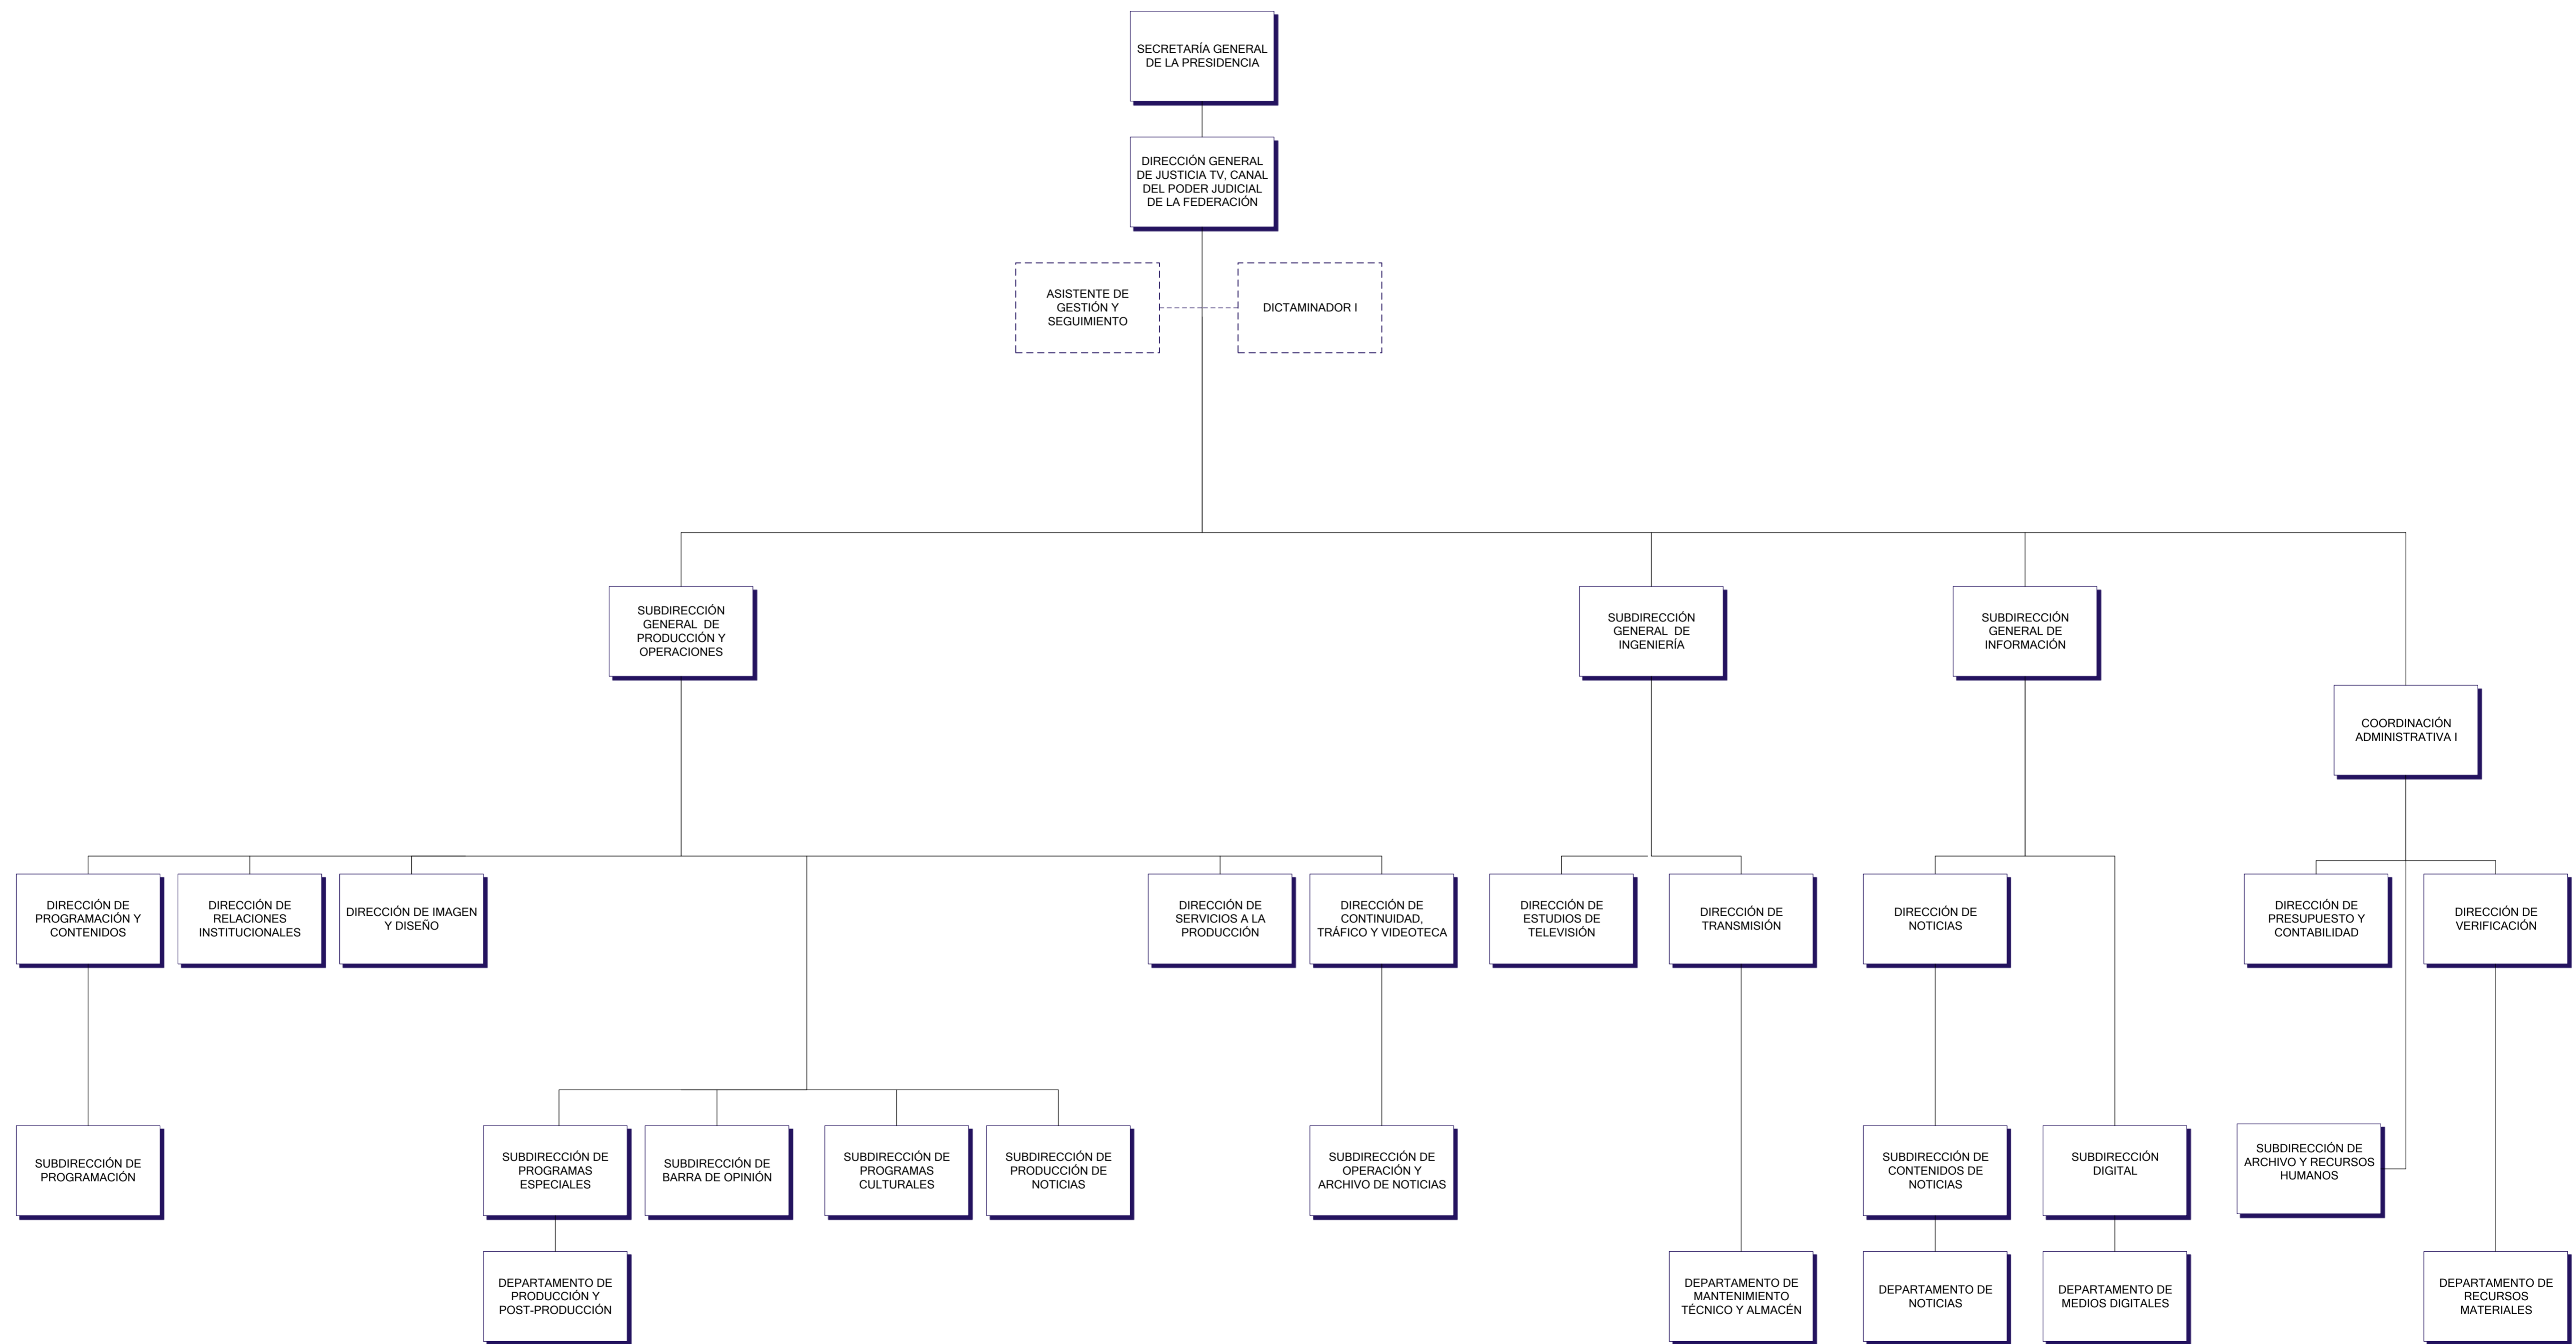 SECRETARÍA GENERAL
DE LA PRESIDENCIA
DIRECCIÓN GENERAL
DE JUSTICIA TV, CANAL
DEL PODER JUDICIAL
DE LA FEDERACIÓN
ASISTENTE DE
GESTIÓN Y
SEGUIMIENTO
DICTAMINADOR I
SUBDIRECCIÓN
GENERAL DE
PRODUCCIÓN Y
OPERACIONES
SUBDIRECCIÓN
GENERAL DE
INGENIERÍA
SUBDIRECCIÓN
GENERAL DE
INFORMACIÓN
COORDINACIÓN
ADMINISTRATIVA I
DIRECCIÓN DE
PROGRAMACIÓN Y
CONTENIDOS
DIRECCIÓN DE
RELACIONES
INSTITUCIONALES
DIRECCIÓN DE IMAGEN
Y DISEÑO
DIRECCIÓN DE
SERVICIOS A LA
PRODUCCIÓN
DIRECCIÓN DE
CONTINUIDAD,
TRÁFICO Y VIDEOTECA
DIRECCIÓN DE
ESTUDIOS DE
TELEVISIÓN
DIRECCIÓN DE
TRANSMISIÓN
DIRECCIÓN DE
NOTICIAS
DIRECCIÓN DE
PRESUPUESTO Y
CONTABILIDAD
DIRECCIÓN DE
VERIFICACIÓN
SUBDIRECCIÓN DE
PROGRAMACIÓN
SUBDIRECCIÓN DE
PROGRAMAS
ESPECIALES
SUBDIRECCIÓN DE
BARRA DE OPINIÓN
SUBDIRECCIÓN DE
PROGRAMAS
CULTURALES
SUBDIRECCIÓN DE
PRODUCCIÓN DE
NOTICIAS
SUBDIRECCIÓN DE
OPERACIÓN Y
ARCHIVO DE NOTICIAS
SUBDIRECCIÓN DE
CONTENIDOS DE
NOTICIAS
SUBDIRECCIÓN
DIGITAL
SUBDIRECCIÓN DE
ARCHIVO Y RECURSOS
HUMANOS
DEPARTAMENTO DE
PRODUCCIÓN Y
POST-PRODUCCIÓN
DEPARTAMENTO DE
MANTENIMIENTO
TÉCNICO Y ALMACÉN
DEPARTAMENTO DE
NOTICIAS
DEPARTAMENTO DE
MEDIOS DIGITALES
DEPARTAMENTO DE
RECURSOS
MATERIALES